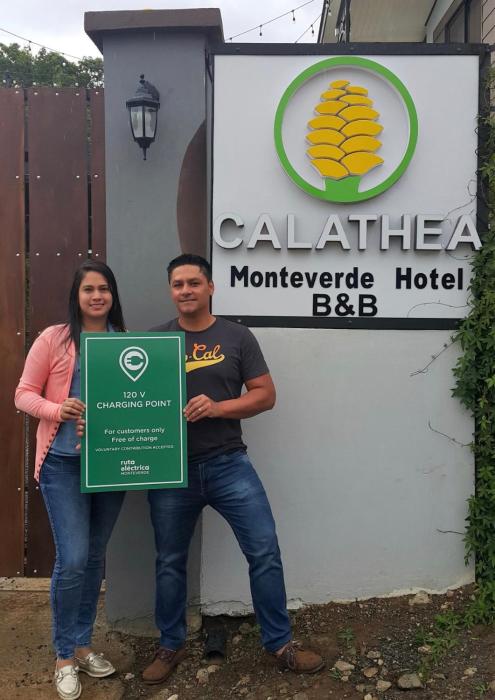 CALATHEA
Monteverde Hotel
B&B
Cal
120 V
CHARGING POINT
For customers only
Free of charge
VOLUNTARY CONTRIBUTION ACCEPTED
ruta
eléctrica
MONTEVERDE